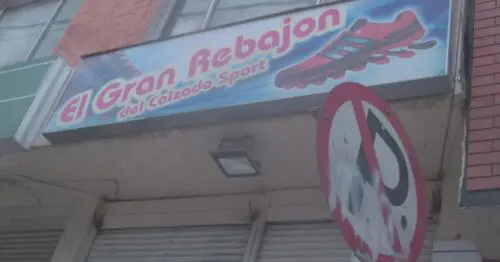 El Gran Rebajon
del Calzado Sport
P